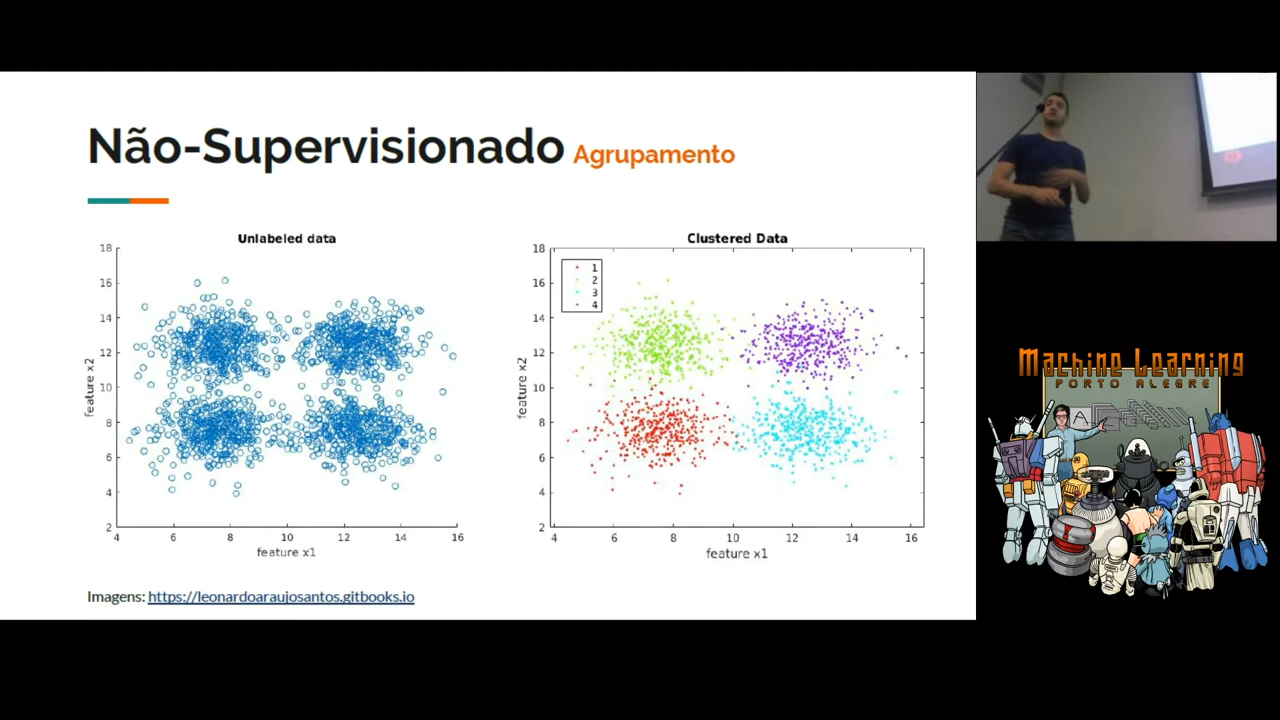 Não-Supervisionado Agrupamento
Unlabeled data
18
16
14
12
10
8
6
4
2
feature x2
4 6 8 10 12 14 16
feature x1
Clustered Data
1
2
3
4
18
16
14
12
10
8
6
4
2
feature x2
4 6 8 10 12 14 16
feature x1
Imagens: https://leonardoaraujosantos.gitbooks.io
Machine Learning
PORTO ALEGRE
A